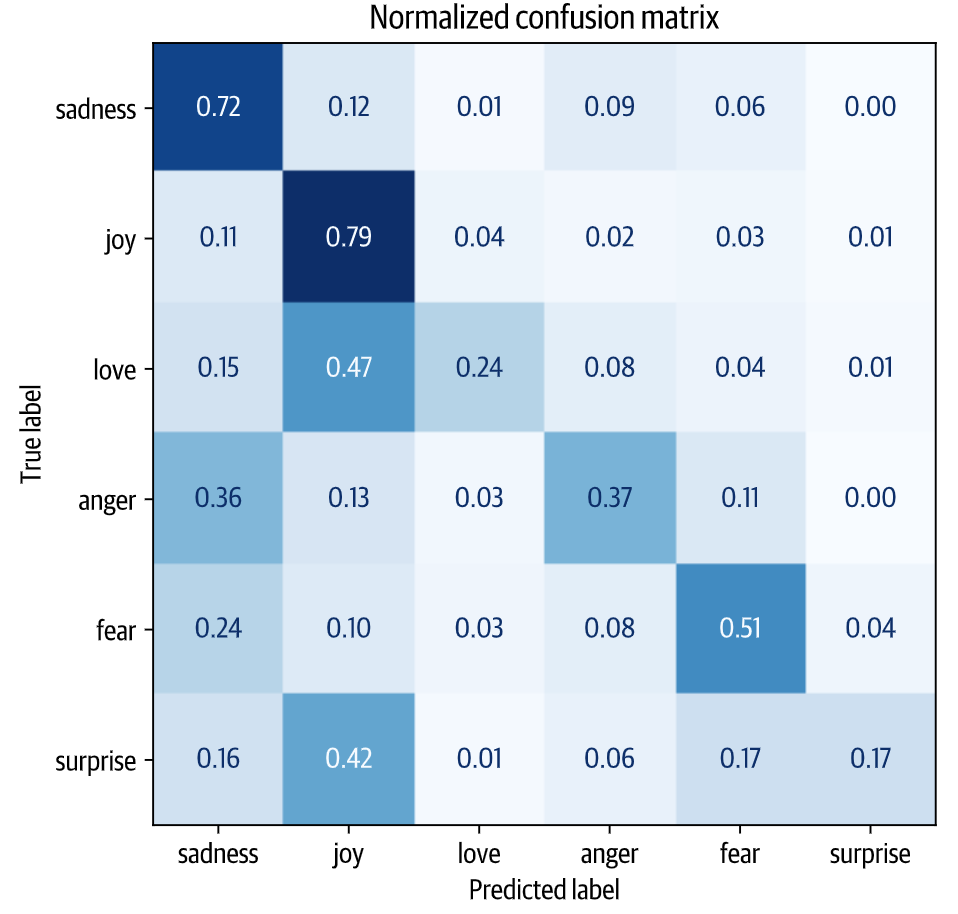 Normalized confusion matrix
True label
sadness 0.72 0.12 0.01 0.09 0.06 0.00
joy 0.11 0.79 0.04 0.02 0.03 0.01
love 0.15 0.47 0.24 0.08 0.04 0.01
anger 0.36 0.13 0.03 0.37 0.11 0.00
fear 0.24 0.10 0.03 0.08 0.51 0.04
surprise 0.16 0.42 0.01 0.06 0.17 0.17
sadness joy love anger fear surprise
Predicted label